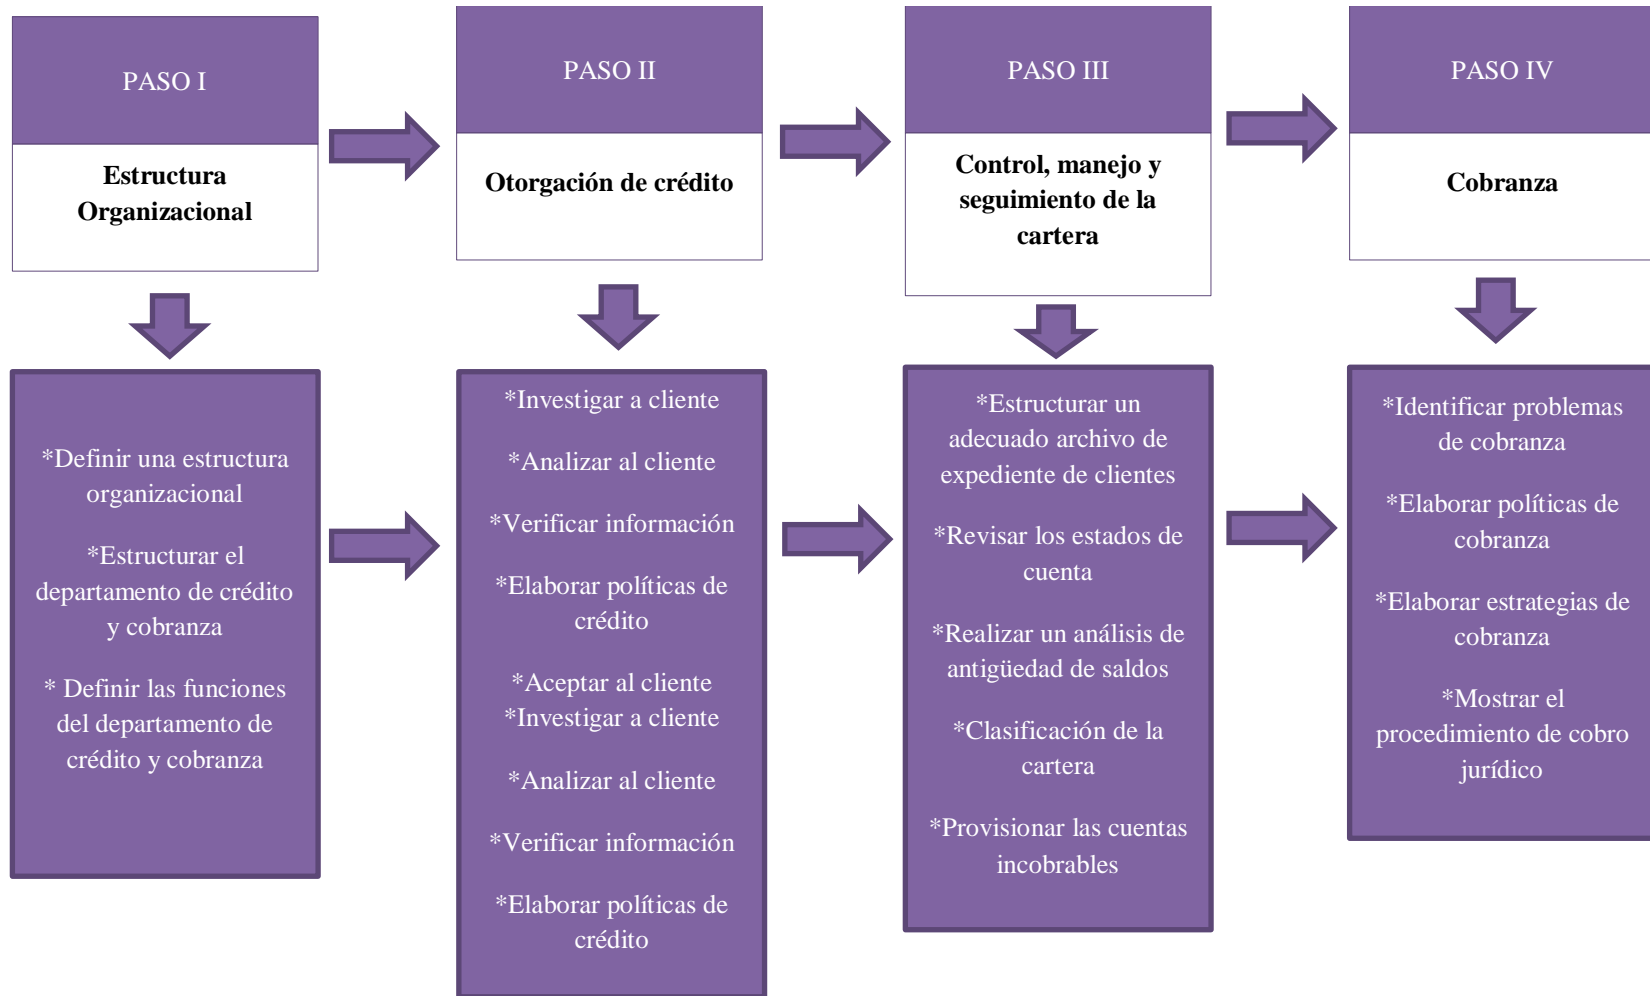 PASO I
Estructura
Organizacional
*Definir una estructura
organizacional
*Estructurar el
departamento de crédito
y cobranza
* Definir las funciones
del departamento de
crédito y cobranza
PASO II
Otorgación de crédito
*Investigar a cliente
*Analizar al cliente
*Verificar información
*Elaborar políticas de
crédito
*Aceptar al cliente
*Investigar a cliente
*Analizar al cliente
*Verificar información
*Elaborar políticas de
crédito
PASO III
Control, manejo y
seguimiento de la
cartera
*Estructurar un
adecuado archivo de
expediente de clientes
*Revisar los estados de
cuenta
*Realizar un análisis de
antigüedad de saldos
*Clasificación de la
cartera
*Provisionar las cuentas
incobrables
PASO IV
Cobranza
*Identificar problemas
de cobranza
*Elaborar políticas de
cobranza
*Elaborar estrategias de
cobranza
*Mostrar el
procedimiento de cobro
jurídico